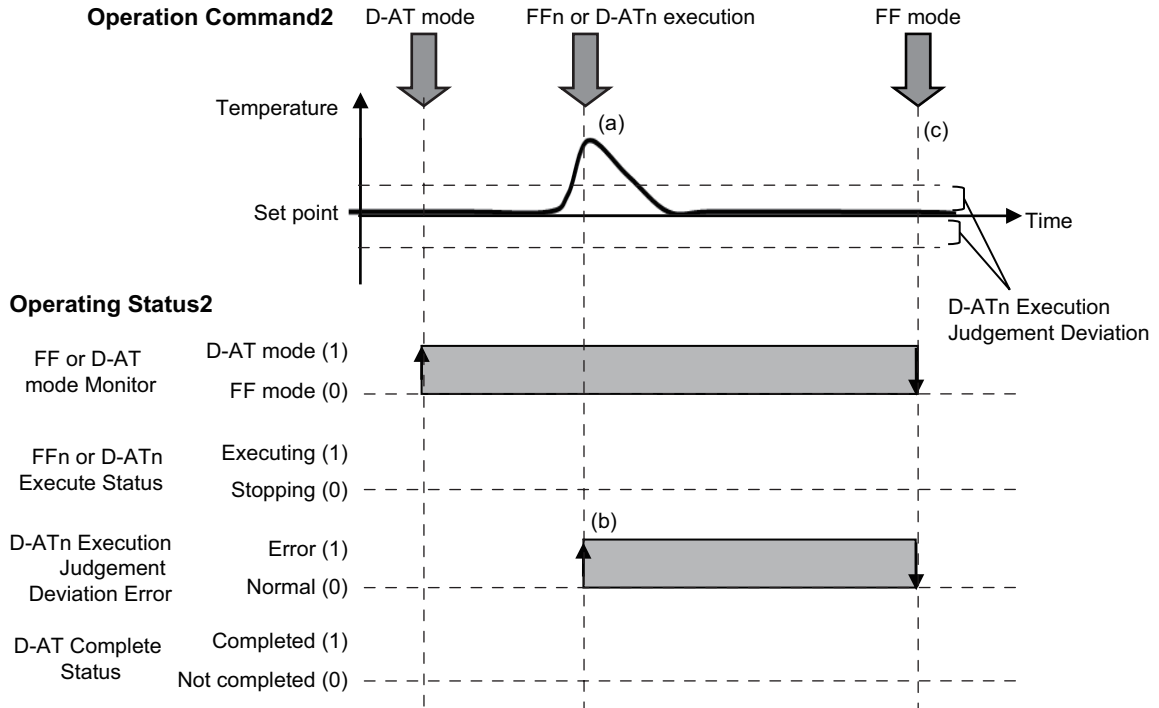 Operation Command2
D-AT mode
FFn or D-ATn execution
FF mode
Temperature
(a)
(c)
Set point
Time
D-ATn Execution
Judgement Deviation
Operating Status2
FF or D-AT
mode Monitor
D-AT mode (1)
FF mode (0)
FFn or D-ATn
Execute Status
Executing (1)
Stopping (0)
(b)
D-ATn Execution
Judgement
Deviation Error
Error (1)
Normal (0)
D-AT Complete
Status
Completed (1)
Not completed (0)